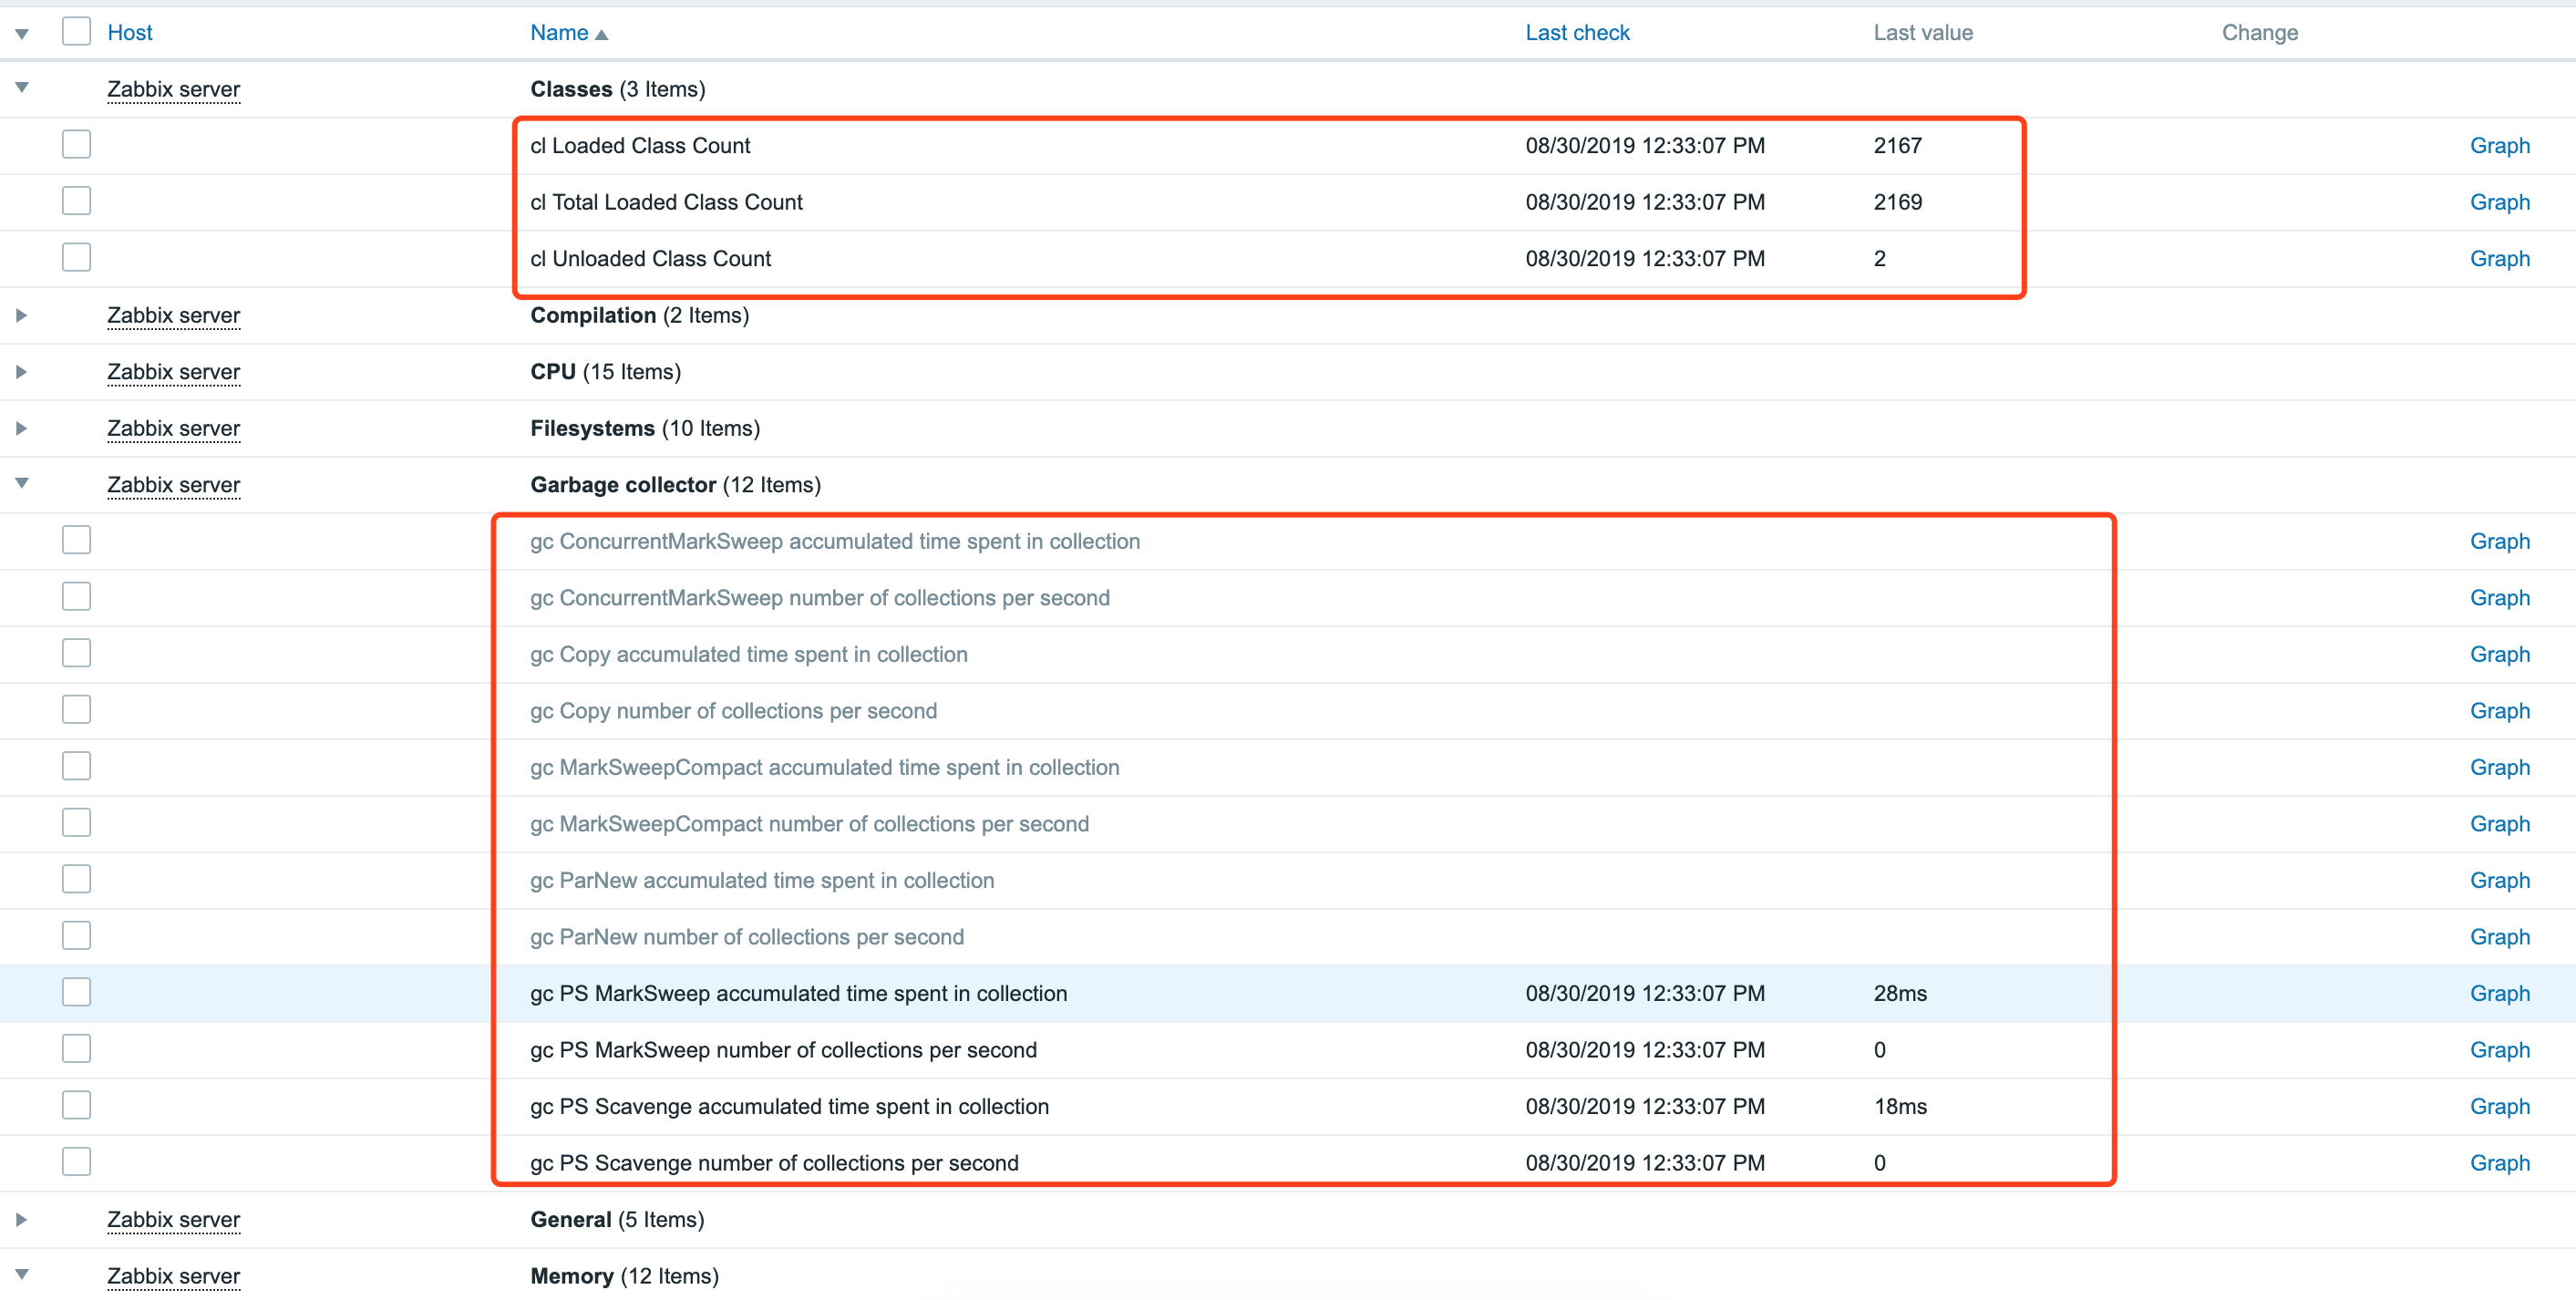 Host Name Last check Last value Change
Zabbix server Classes (3 Items)
cl Loaded Class Count 08/30/2019 12:33:07 PM 2167 Graph
cl Total Loaded Class Count 08/30/2019 12:33:07 PM 2169 Graph
cl Unloaded Class Count 08/30/2019 12:33:07 PM 2 Graph
Zabbix server Compilation (2 Items)
Zabbix server CPU (15 Items)
Zabbix server Filesystems (10 Items)
Zabbix server Garbage collector (12 Items)
gc ConcurrentMarkSweep accumulated time spent in collection Graph
gc ConcurrentMarkSweep number of collections per second Graph
gc Copy accumulated time spent in collection Graph
gc Copy number of collections per second Graph
gc MarkSweepCompact accumulated time spent in collection Graph
gc MarkSweepCompact number of collections per second Graph
gc ParNew accumulated time spent in collection Graph
gc ParNew number of collections per second Graph
gc PS MarkSweep accumulated time spent in collection 08/30/2019 12:33:07 PM 28ms Graph
gc PS MarkSweep number of collections per second 08/30/2019 12:33:07 PM 0 Graph
gc PS Scavenge accumulated time spent in collection 08/30/2019 12:33:07 PM 18ms Graph
gc PS Scavenge number of collections per second 08/30/2019 12:33:07 PM 0 Graph
Zabbix server General (5 Items)
Zabbix server Memory (12 Items)